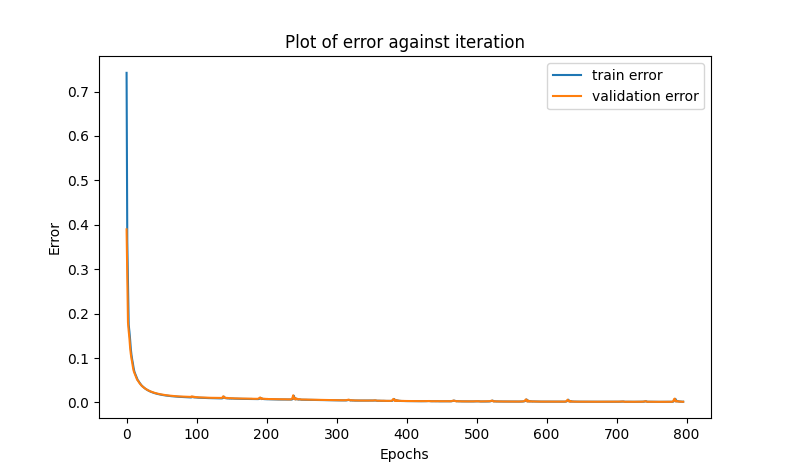 Plot of error against iteration
train error
validation error
Error
0.7
0.6
0.5
0.4
0.3
0.2
0.1
0.0
0 100 200 300 400 500 600 700 800
Epochs